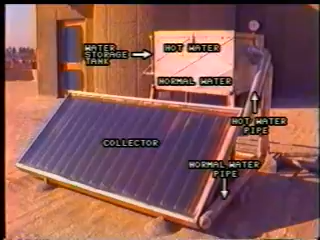 WATER
STORAGE
TANK
HOT WATER
NORMAL WATER
HOT WATER
PIPE
COLLECTOR
NORMAL WATER
PIPE